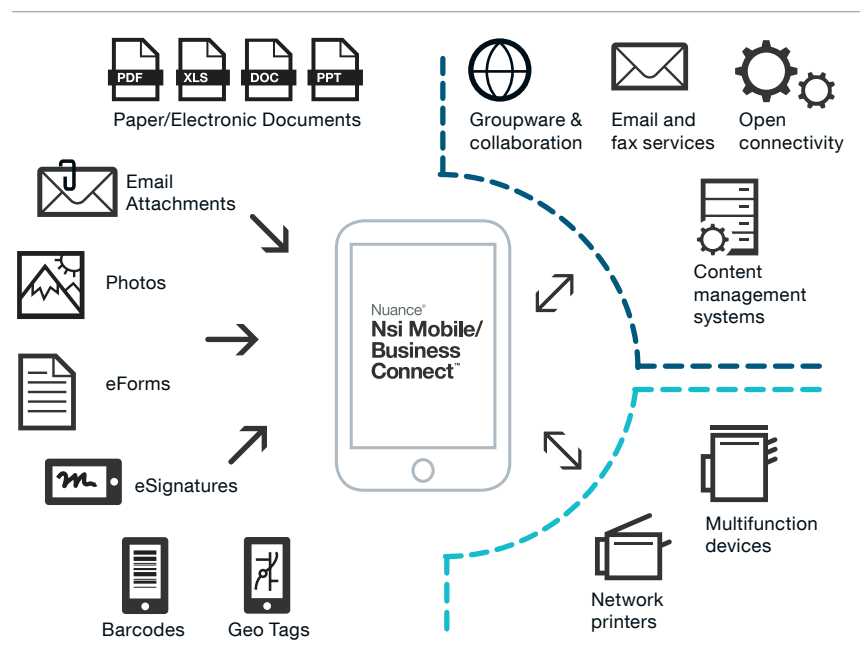 PDF
XLS
DOC
PPT
Paper/Electronic Documents
Groupware &
collaboration
Email and
fax services
Open
connectivity
Email
Attachments
Photos
eForms
eSignatures
Barcodes
Geo Tags
Nuance®
Nsi Mobile/
Business
Connect™
Content
management
systems
Multifunction
devices
Network
printers